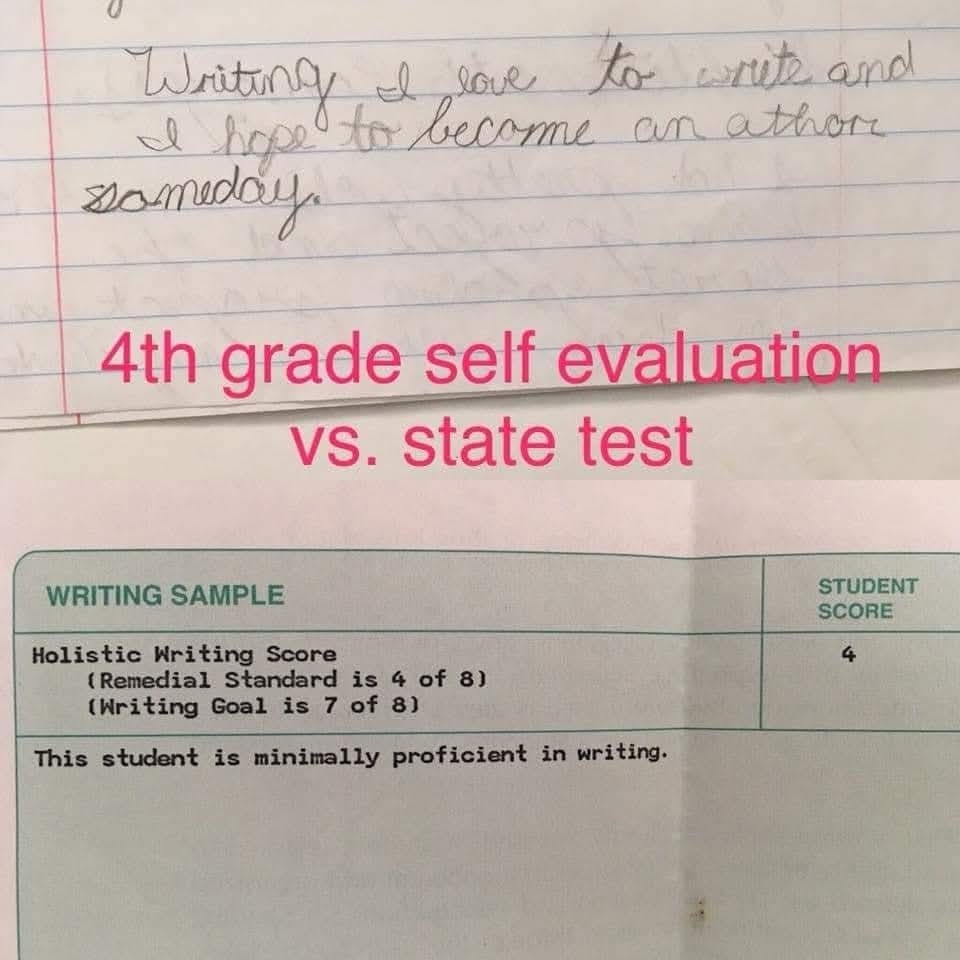 Writing I love to write and
I hope to become an athor
someday.
4th grade self evaluation
vs. state test
WRITING SAMPLE
STUDENT
SCORE
Holistic Writing Score
4
(Remedial Standard is 4 of 8)
(Writing Goal is 7 of 8)
This student is minimally proficient in writing.